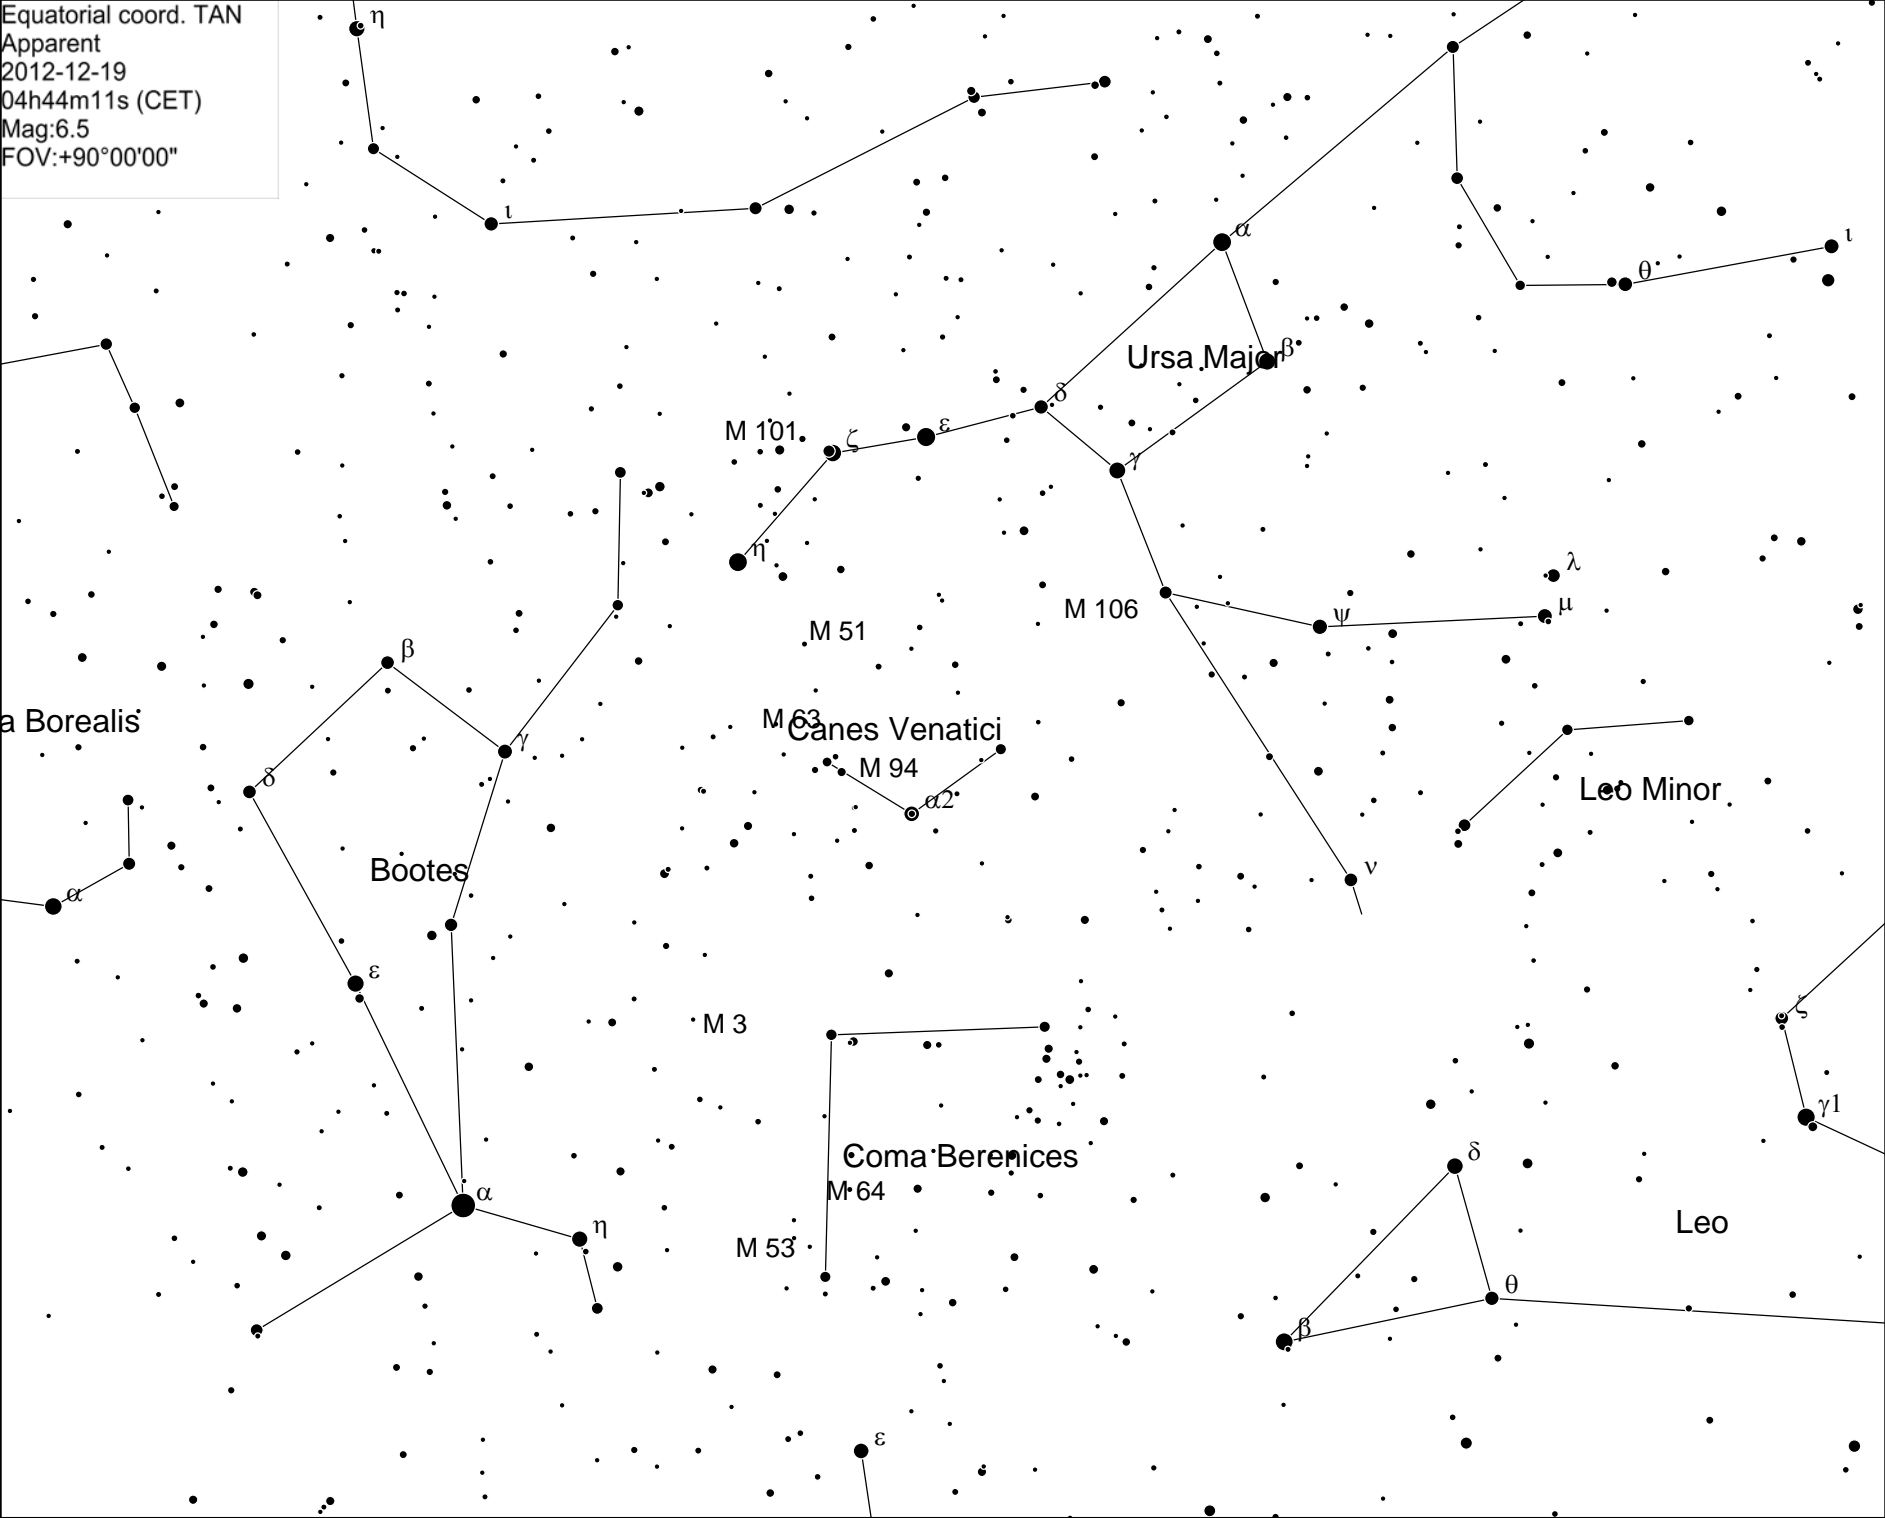 Equatorial coord. TAN
Apparent
2012-12-19
04h44m11s (CET)
Mag:6.5
FOV:+90°00'00"
η
ι
α
ι
θ
Ursa Major
β
δ
ε
ζ
M 101
γ
η
λ
μ
M 106
ψ
M 51
β
a Borealis
M 63
Canes Venatici
γ
M 94
δ
Leo Minor
α2
Bootes
ν
α
ε
ζ
M 3
γ1
Coma Berenices
δ
M 64
α
Leo
η
M 53
θ
β
ε